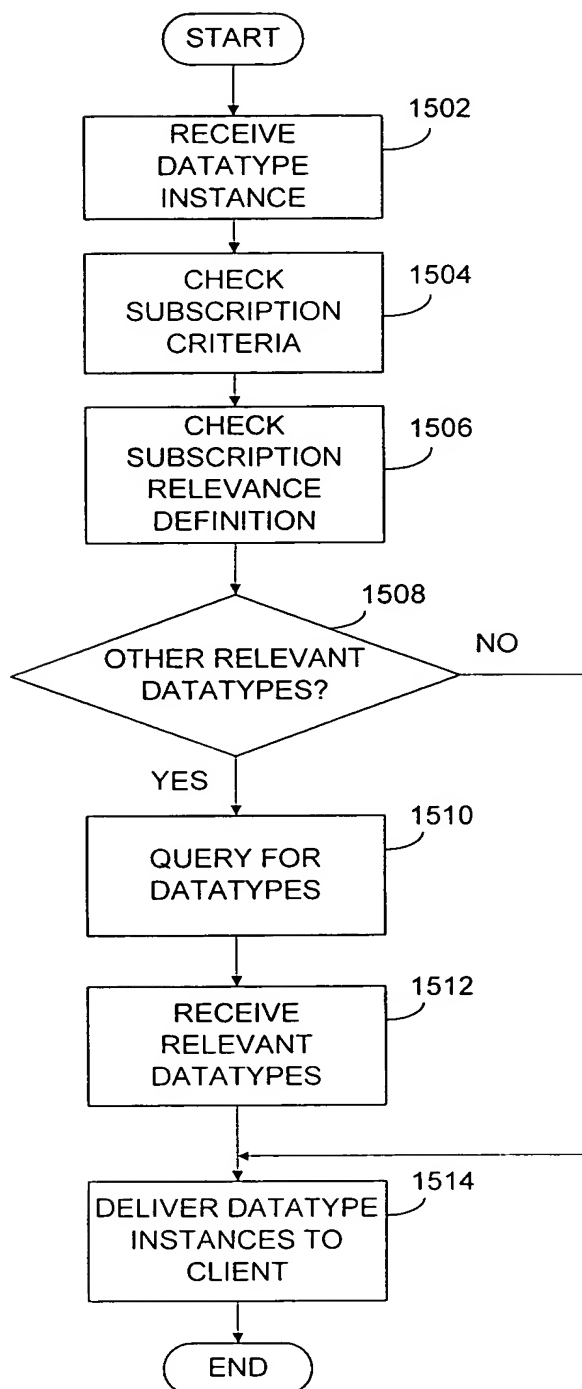 START
1502
RECEIVE
DATATYPE
INSTANCE
1504
CHECK
SUBSCRIPTION
CRITERIA
1506
CHECK
SUBSCRIPTION
RELEVANCE
DEFINITION
1508
OTHER RELEVANT
DATATYPES?
NO
YES
1510
QUERY FOR
DATATYPES
1512
RECEIVE
RELEVANT
DATATYPES
1514
DELIVER DATATYPE
INSTANCES TO
CLIENT
END